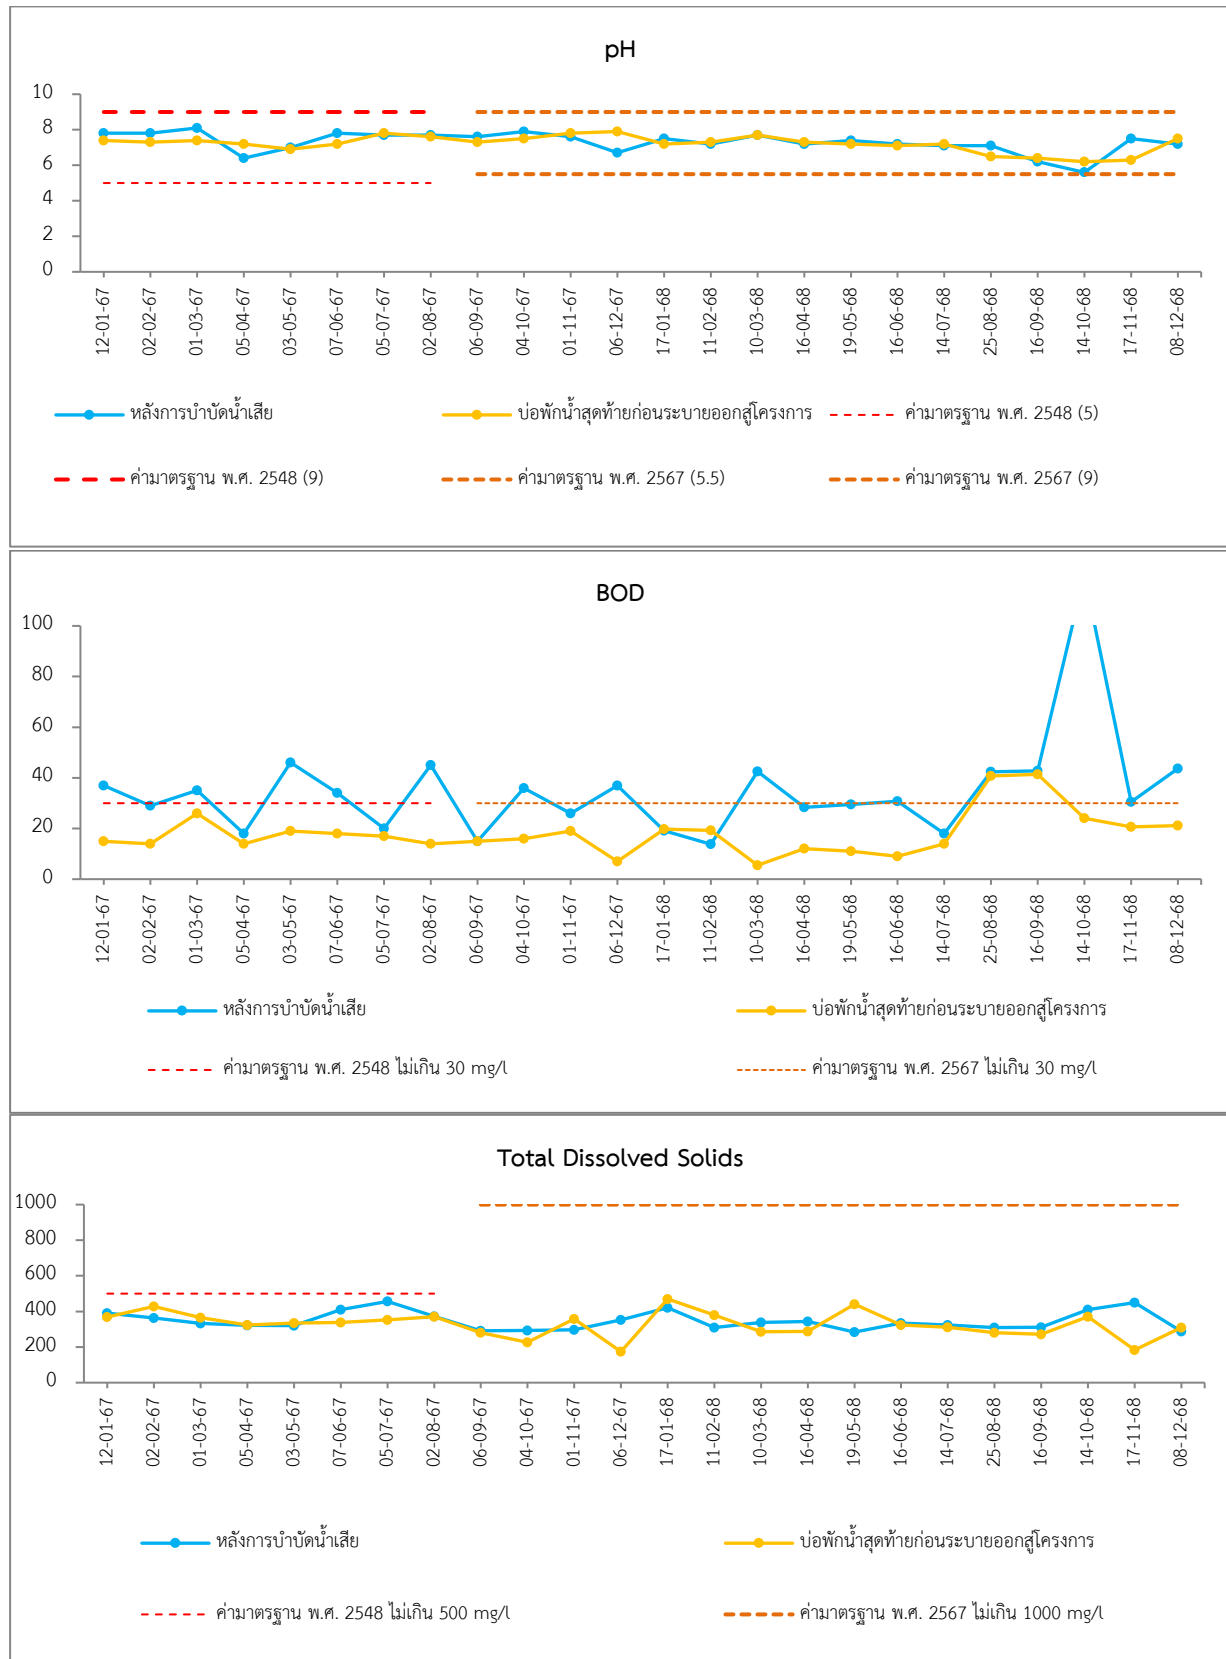 pH
10
8
6
4
2
0
12-01-67 02-02-67 01-03-67 05-04-67 03-05-67 07-06-67 05-07-67 02-08-67 06-09-67 04-10-67 01-11-67 06-12-67 17-01-68 11-02-68 10-03-68 16-04-68 19-05-68 16-06-68 14-07-68 25-08-68 16-09-68 14-10-68 17-11-68 08-12-68
หลังการบำบัดน้ำเสีย บ่อพักน้ำสุดท้ายก่อนระบายออกสู่โครงการ ค่ามาตรฐาน พ.ศ. 2548 (5)
ค่ามาตรฐาน พ.ศ. 2548 (9) ค่ามาตรฐาน พ.ศ. 2567 (5.5) ค่ามาตรฐาน พ.ศ. 2567 (9)
BOD
100
80
60
40
20
0
12-01-67 02-02-67 01-03-67 05-04-67 03-05-67 07-06-67 05-07-67 02-08-67 06-09-67 04-10-67 01-11-67 06-12-67 17-01-68 11-02-68 10-03-68 16-04-68 19-05-68 16-06-68 14-07-68 25-08-68 16-09-68 14-10-68 17-11-68 08-12-68
หลังการบำบัดน้ำเสีย บ่อพักน้ำสุดท้ายก่อนระบายออกสู่โครงการ
ค่ามาตรฐาน พ.ศ. 2548 ไม่เกิน 30 mg/l ค่ามาตรฐาน พ.ศ. 2567 ไม่เกิน 30 mg/l
Total Dissolved Solids
1000
800
600
400
200
0
12-01-67 02-02-67 01-03-67 05-04-67 03-05-67 07-06-67 05-07-67 02-08-67 06-09-67 04-10-67 01-11-67 06-12-67 17-01-68 11-02-68 10-03-68 16-04-68 19-05-68 16-06-68 14-07-68 25-08-68 16-09-68 14-10-68 17-11-68 08-12-68
หลังการบำบัดน้ำเสีย บ่อพักน้ำสุดท้ายก่อนระบายออกสู่โครงการ
ค่ามาตรฐาน พ.ศ. 2548 ไม่เกิน 500 mg/l ค่ามาตรฐาน พ.ศ. 2567 ไม่เกิน 1000 mg/l